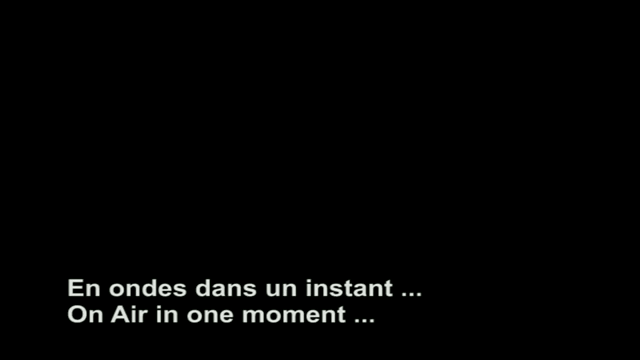 En ondes dans un instant ...
On Air in one moment ...